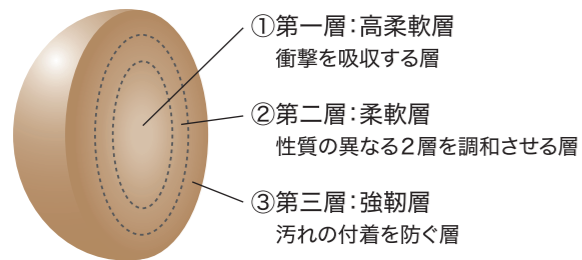 ①第一層：高柔軟層
衝撃を吸収する層
②第二層：柔軟層
性質の異なる2層を調和させる層
③第三層：強靭層
汚れの付着を防ぐ層